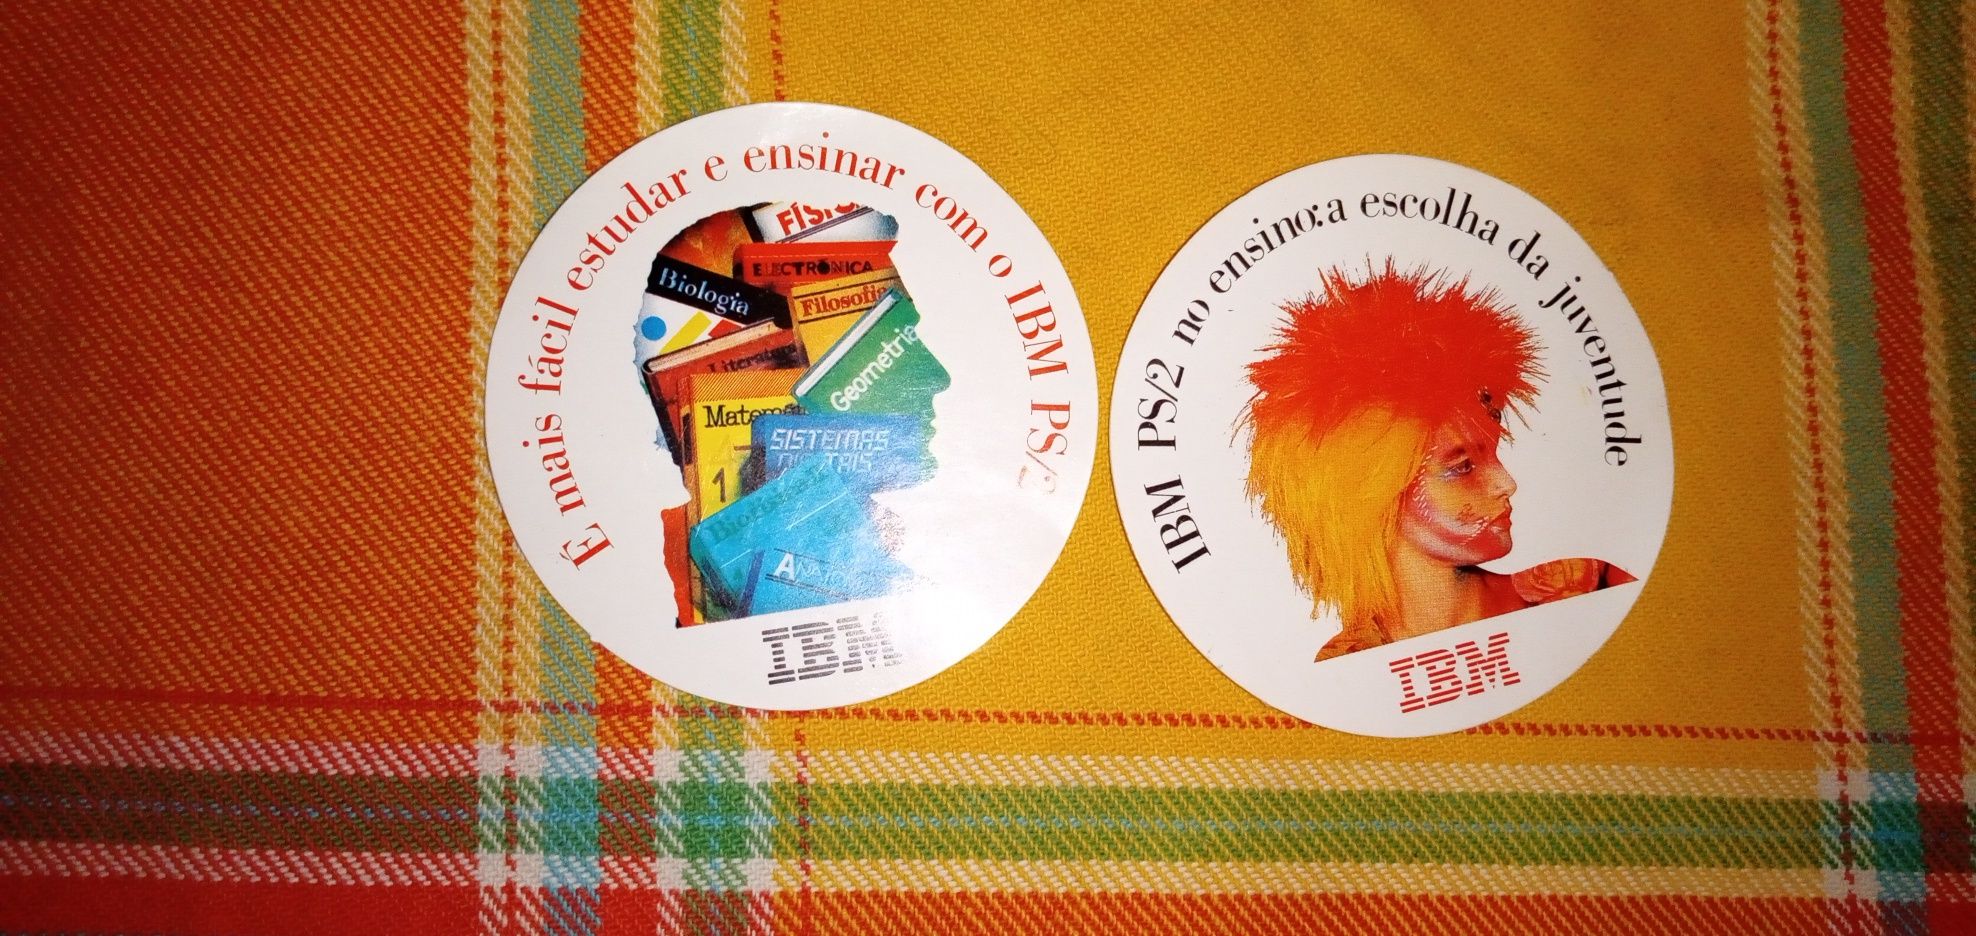 É mais fácil estudar e ensinar com o IBM PS/2
ELECTRÓNICA
Biologia
Filosofia
Geometria
SISTEMAS
DIGITAIS
1
IBM
IBM PS/2 no ensino: a escolha da juventude
IBM